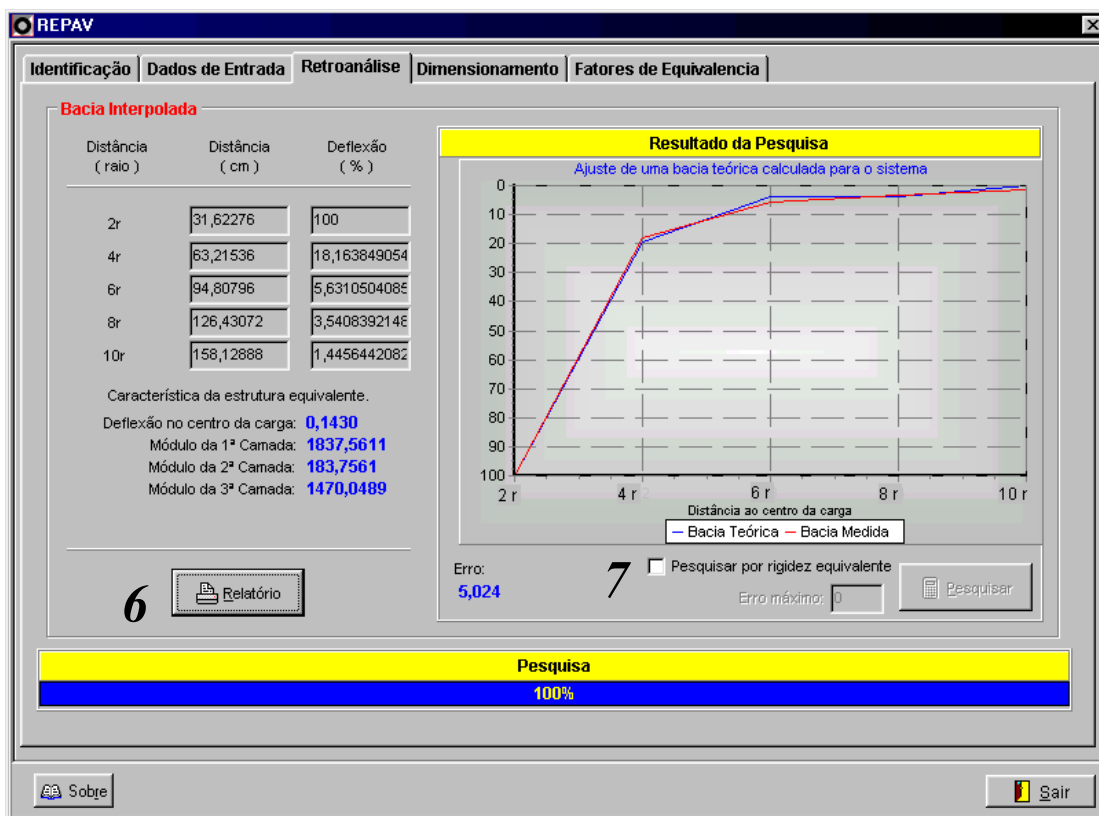 REPAV
Identificação
Dados de Entrada
Retroanálise
Dimensionamento
Fatores de Equivalencia
Bacia Interpolada
Distância
( raio )
Distância
( cm )
Deflexão
( % )
2r
31,62276
100
4r
63,21536
18,163849054
6r
94,80796
5,6310504085
8r
126,43072
3,5408392148
10r
158,12888
1,4456442082
Característica da estrutura equivalente.
Deflexão no centro da carga: 0,1430
Módulo da 1ª Camada: 1837,5611
Módulo da 2ª Camada: 183,7561
Módulo da 3ª Camada: 1470,0489
6
Relatório
Resultado da Pesquisa
Ajuste de uma bacia teórica calculada para o sistema
0
10
20
30
40
50
60
70
80
90
100
2 r
4 r
6 r
8 r
10 r
Distância ao centro da carga
Bacia Teórica
Bacia Medida
Erro:
5,024
7
Pesquisar por rigidez equivalente
Erro máximo: 0
Pesquisar
Pesquisa
100%
Sobre
Sair